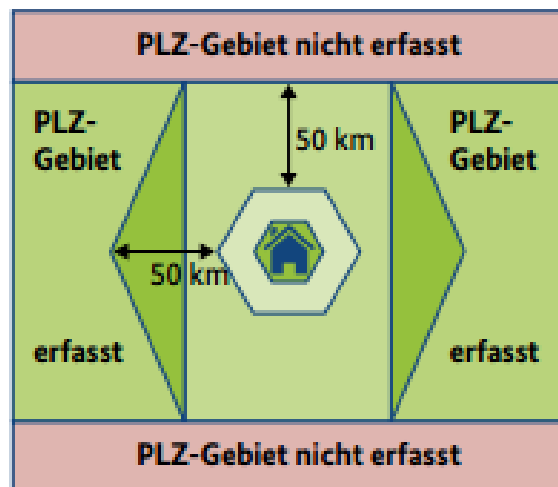 PLZ-Gebiet nicht erfasst
PLZ-
Gebiet
50 km
PLZ-
Gebiet
50 km
erfasst
erfasst
PLZ-Gebiet nicht erfasst